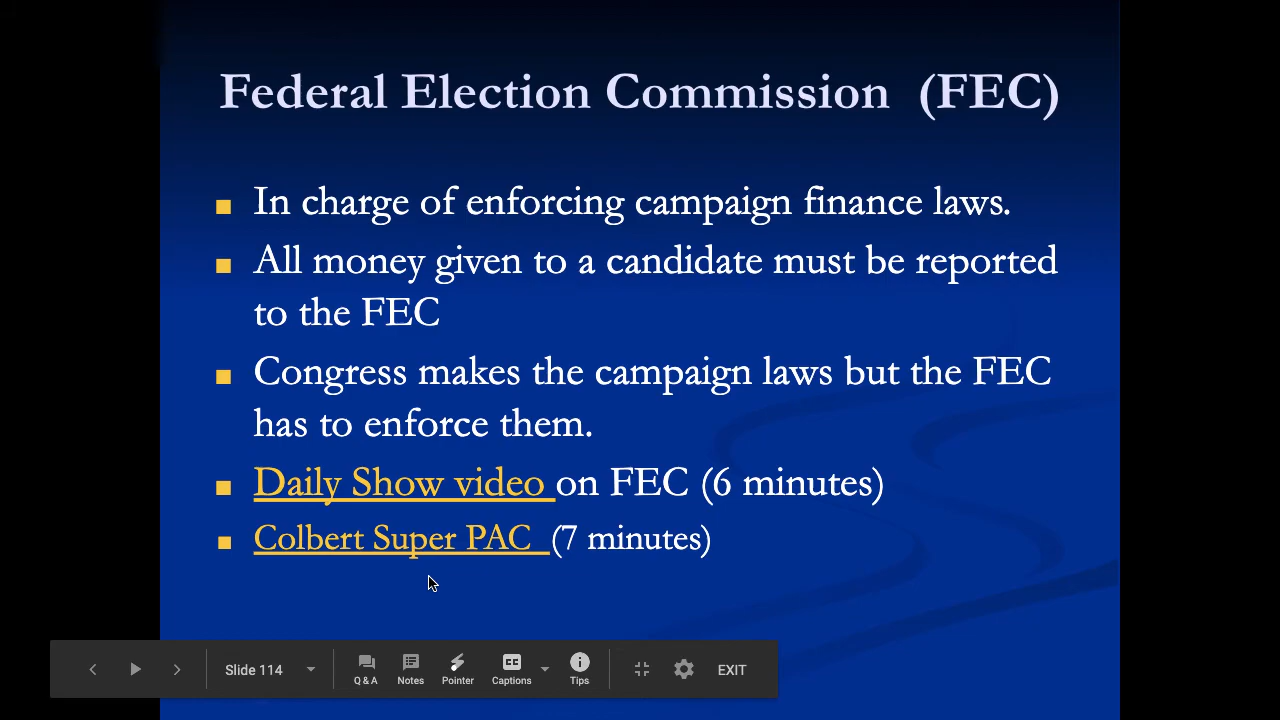 Federal Election Commission (FEC)
In charge of enforcing campaign finance laws.
All money given to a candidate must be reported
to the FEC
Congress makes the campaign laws but the FEC
has to enforce them.
Daily Show video on FEC (6 minutes)
Colbert Super PAC (7 minutes)
Slide 114
Q & A
Notes
Pointer
CC
Captions
Tips
EXIT